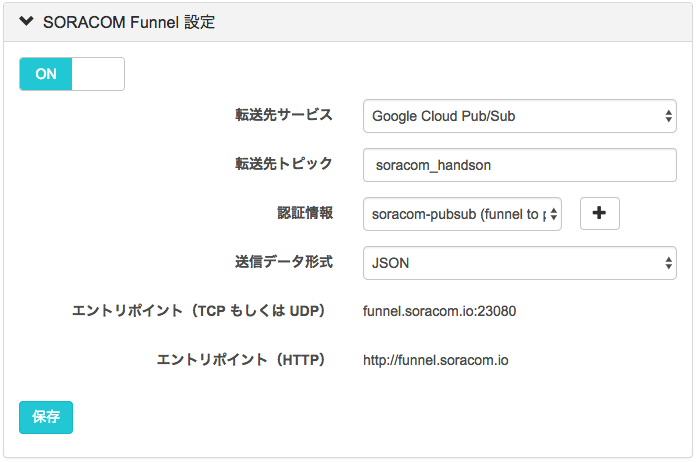 SORACOM Funnel 設定
ON
転送先サービス Google Cloud Pub/Sub
転送先トピック soracom_handson
認証情報 soracom-pubsub (funnel to p
送信データ形式 JSON
エントリポイント（TCP もしくは UDP） funnel.soracom.io:23080
エントリポイント（HTTP） http://funnel.soracom.io
保存